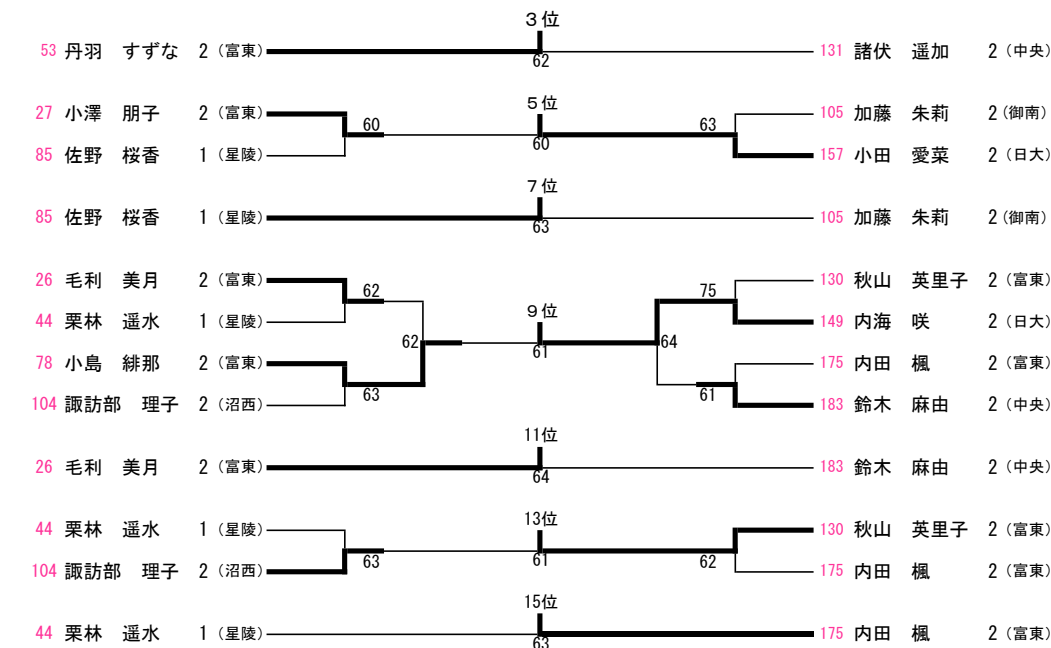 ３位
53 丹羽　すずな 2（富東） 131 諸伏　遥加 2（中央）
62
５位
27 小澤　朋子 2（富東） 105 加藤　朱莉 2（御南）
60 63
60
85 佐野　桜香 1（星陵） 157 小田　愛菜 2（日大）
７位
85 佐野　桜香 1（星陵） 105 加藤　朱莉 2（御南）
63
26 毛利　美月 2（富東） 130 秋山　英里子 2（富東）
62 75
９位
44 栗林　遥水 1（星陵） 149 内海　咲 2（日大）
62 61 64
78 小島　緋那 2（富東） 175 内田　楓 2（富東）
63 61
104 諏訪部　理子 2（沼西） 183 鈴木　麻由 2（中央）
11位
26 毛利　美月 2（富東） 183 鈴木　麻由 2（中央）
64
13位
44 栗林　遥水 1（星陵） 130 秋山　英里子 2（富東）
63 61 62
104 諏訪部　理子 2（沼西） 175 内田　楓 2（富東）
15位
44 栗林　遥水 1（星陵） 175 内田　楓 2（富東）
63